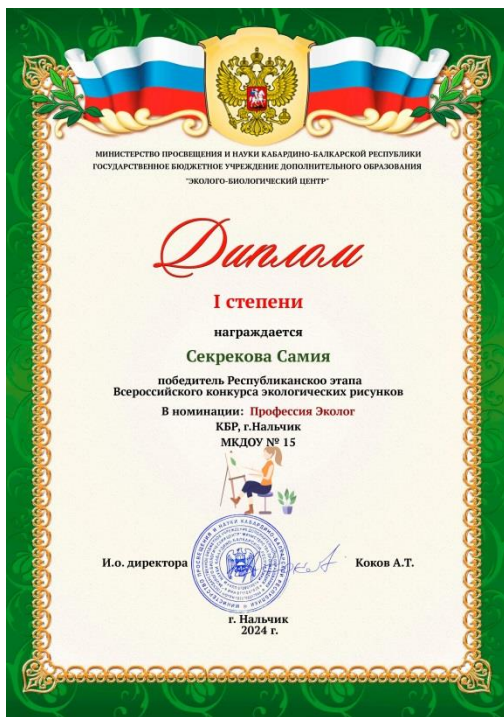 МИНИСТЕРСТВО ПРОСВЕЩЕНИЯ И НАУКИ КАБАРДИНО-БАЛКАРСКОЙ РЕСПУБЛИКИ
ГОСУДАРСТВЕННОЕ БЮДЖЕТНОЕ УЧРЕЖДЕНИЕ ДОПОЛНИТЕЛЬНОГО ОБРАЗОВАНИЯ
"ЭКОЛОГО-БИОЛОГИЧЕСКИЙ ЦЕНТР"
Диплом
I степени
награждается
Секрекова Самия
победитель Республиканскоо этапа
Всероссийского конкурса экологических рисунков
В номинации: Профессия Эколог
КБР, г.Нальчик
МКДОУ № 15
И.о. директора Коков А.Т.
г. Нальчик
2024 г.